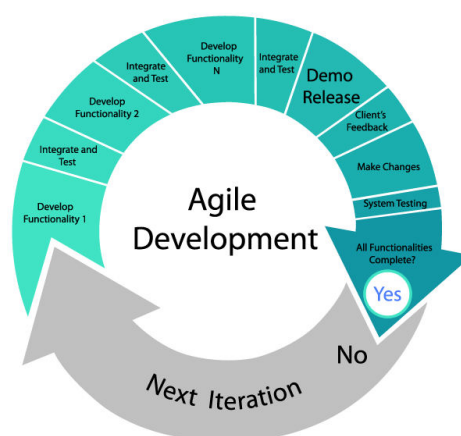 Develop
Functionality 1
Integrate and
Test
Develop
Functionality 2
Integrate
and Test
Develop
Functionality
N
Integrate
and Test
Demo
Release
Client's
Feedback
Make Changes
System Testing
All Functionalities
Complete?
Yes
No
Next Iteration
Agile
Development